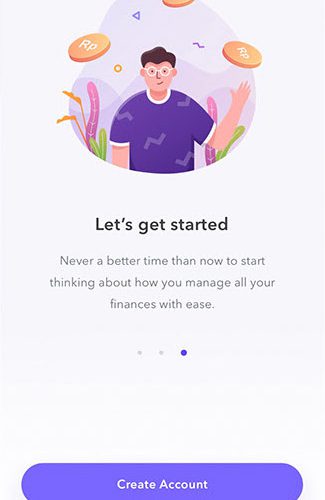 Rp
Rp
Let's get started
Never a better time than now to start
thinking about how you manage all your
finances with ease.
Create Account